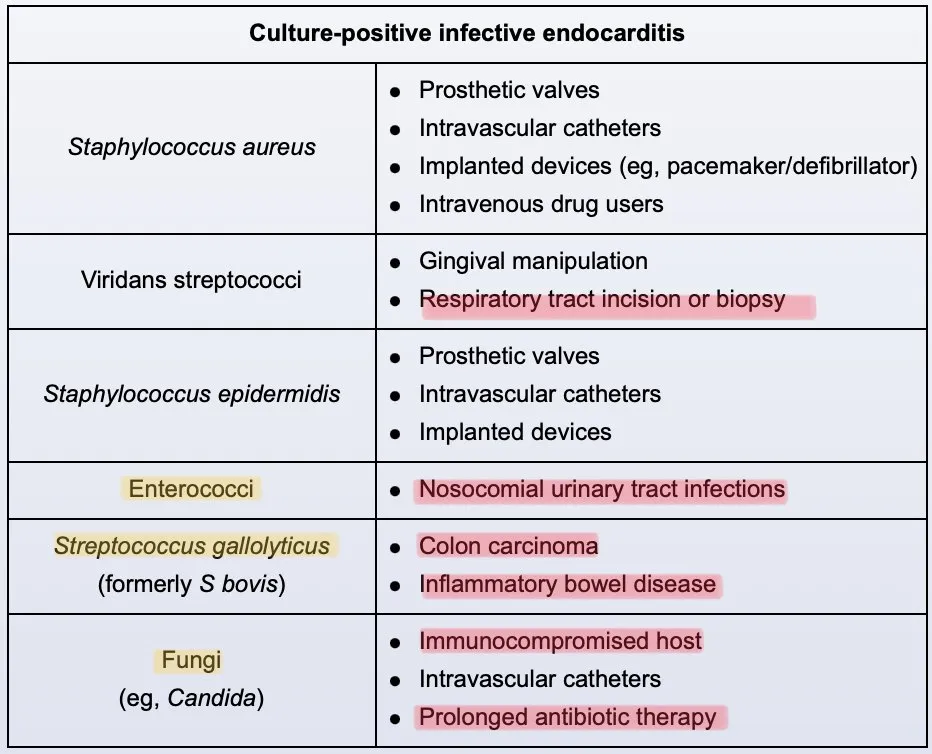 Culture-positive infective endocarditis
Staphylococcus aureus
• Prosthetic valves
• Intravascular catheters
• Implanted devices (eg, pacemaker/defibrillator)
• Intravenous drug users
Viridans streptococci
• Gingival manipulation
• Respiratory tract incision or biopsy
Staphylococcus epidermidis
• Prosthetic valves
• Intravascular catheters
• Implanted devices
Enterococci
• Nosocomial urinary tract infections
Streptococcus gallolyticus
(formerly S bovis)
• Colon carcinoma
• Inflammatory bowel disease
Fungi
(eg, Candida)
• Immunocompromised host
• Intravascular catheters
• Prolonged antibiotic therapy